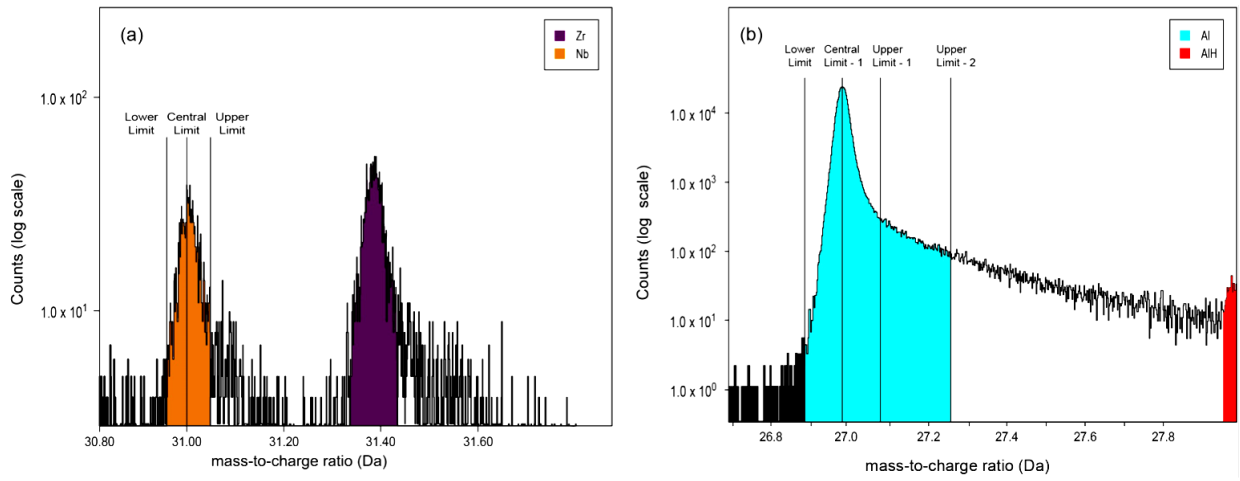 (a)
Zr
Nb
1.0 x 10²
Lower Central Upper
Limit Limit Limit
Counts (log scale)
1.0 x 10¹
30.80 31.00 31.20 31.40 31.60
mass-to-charge ratio (Da)
(b)
Al
AlH
Lower Central Upper Upper
Limit Limit - 1 Limit - 1 Limit - 2
1.0 x 10⁴
1.0 x 10³
Counts (log scale)
1.0 x 10²
1.0 x 10¹
1.0 x 10⁰
26.8 27.0 27.2 27.4 27.6 27.8
mass-to-charge ratio (Da)